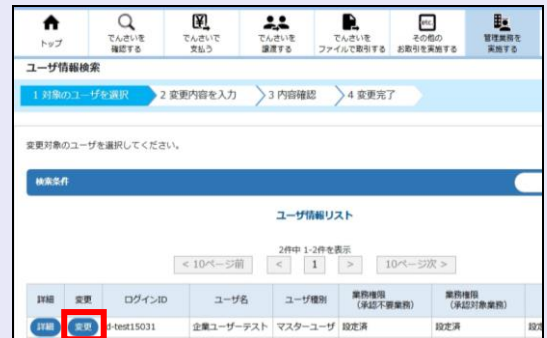 トップ
でんさいを
確認する
でんさいで
支払う
でんさいを
譲渡する
でんさいを
ファイルで取引する
etc.
その他の
お取引を実施する
管理業務を
実施する
ユーザ情報検索
1 対象のユーザを選択
2 変更内容を入力
3 内容確認
4 変更完了
変更対象のユーザを選択してください。
検索条件
ユーザ情報リスト
2件中 1-2件を表示
< 10ページ前 < 1 > 10ページ次 >
詳細 変更 ログインID ユーザ名 ユーザ種別 業務権限
(承認不要業務) 業務権限
(承認対象業務)
詳細 変更 d-test15031 企業ユーザーテスト マスターユーザ 設定済 設定済